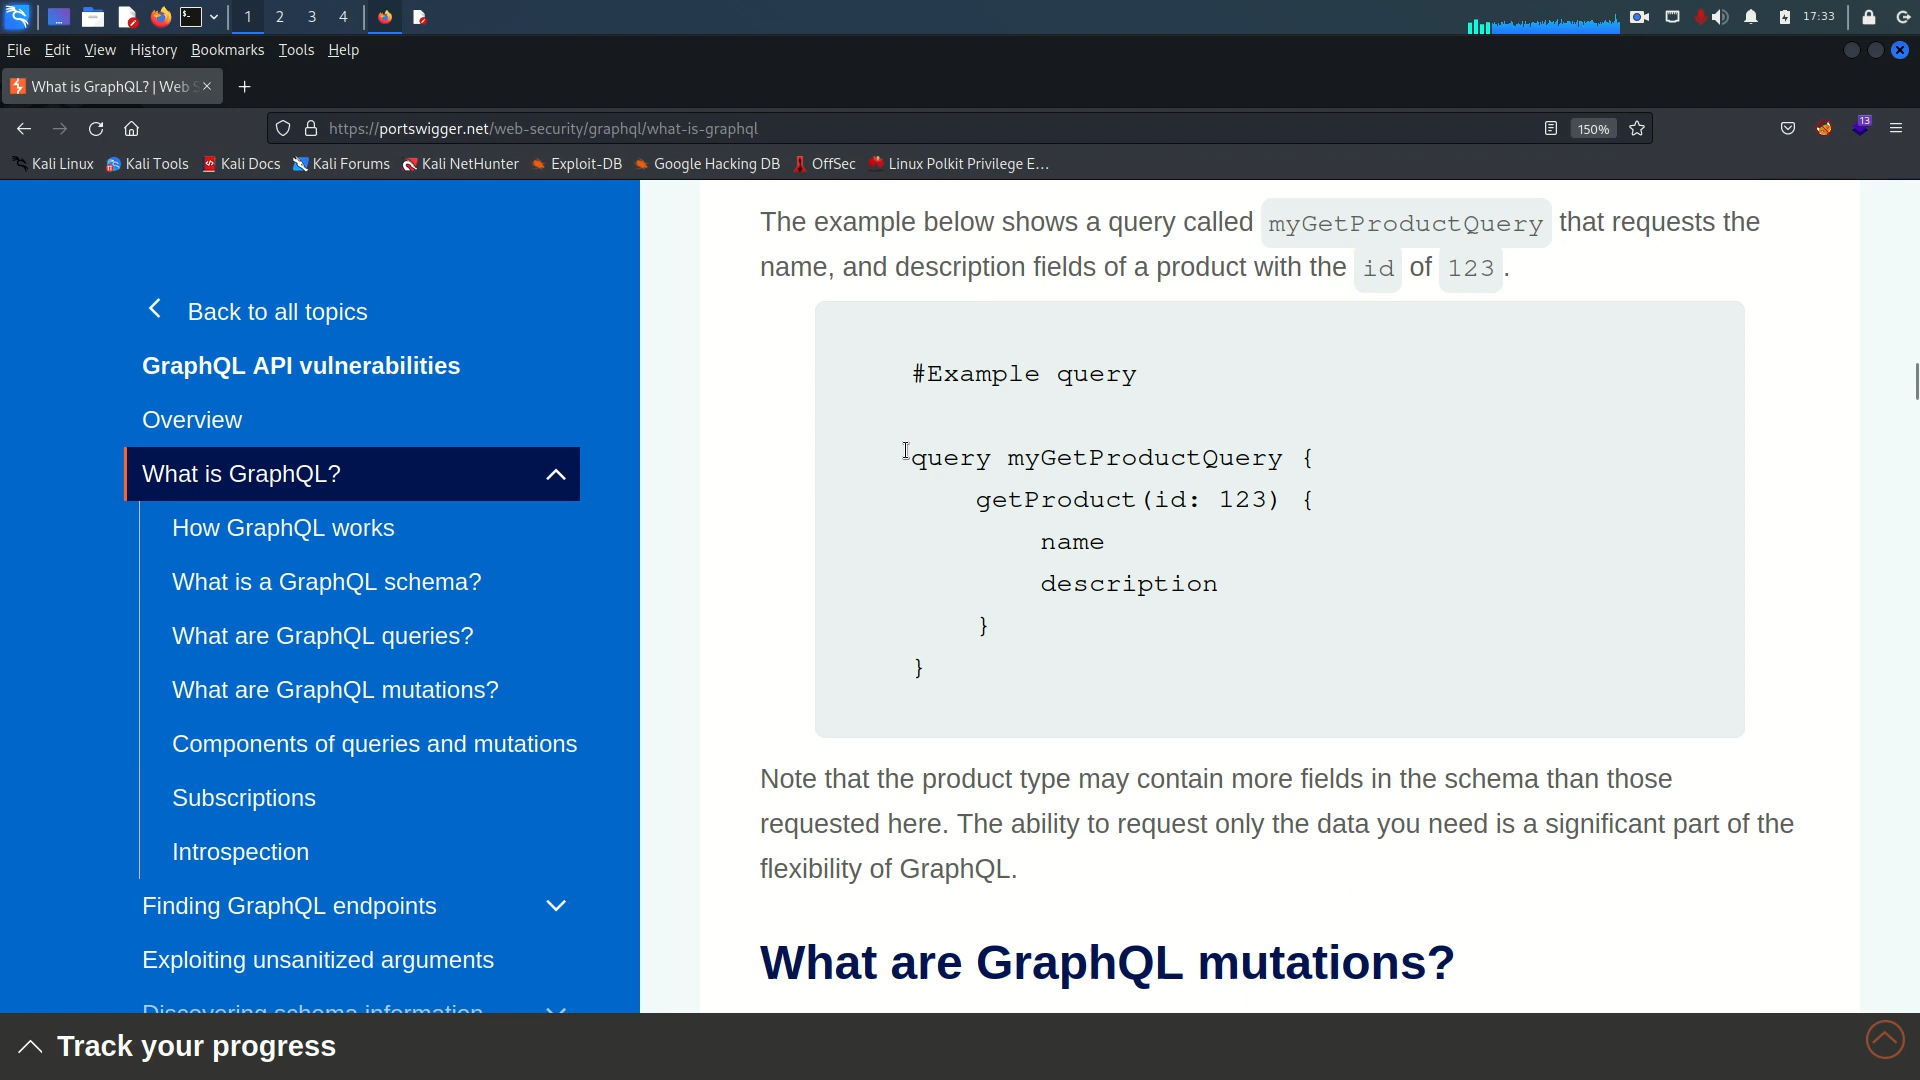 1 2 3 4 17:33
File Edit View History Bookmarks Tools Help
What is GraphQL? | Web S
https://portswigger.net/web-security/graphql/what-is-graphql 150% 13
Kali Linux Kali Tools Kali Docs Kali Forums Kali NetHunter Exploit-DB Google Hacking DB OffSec Linux Polkit Privilege E…
Back to all topics
GraphQL API vulnerabilities
Overview
What is GraphQL?
How GraphQL works
What is a GraphQL schema?
What are GraphQL queries?
What are GraphQL mutations?
Components of queries and mutations
Subscriptions
Introspection
Finding GraphQL endpoints
Exploiting unsanitized arguments
Discovering schema information
The example below shows a query called myGetProductQuery that requests the
name, and description fields of a product with the id of 123.
#Example query
query myGetProductQuery {
getProduct(id: 123) {
name
description
}
}
Note that the product type may contain more fields in the schema than those
requested here. The ability to request only the data you need is a significant part of the
flexibility of GraphQL.
What are GraphQL mutations?
Track your progress